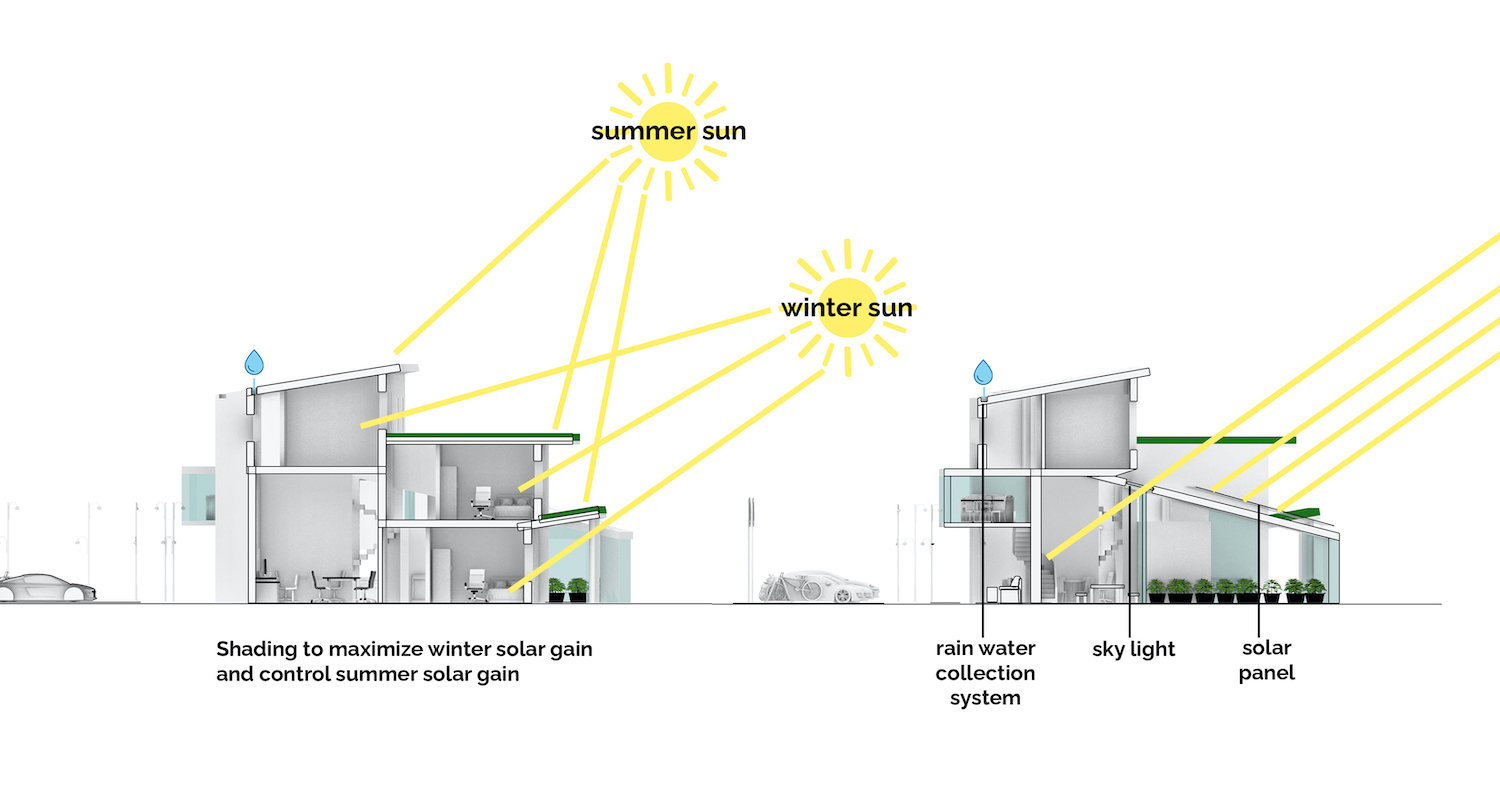 summer sun
winter sun
Shading to maximize winter solar gain
and control summer solar gain
rain water
collection
system
sky light
solar
panel